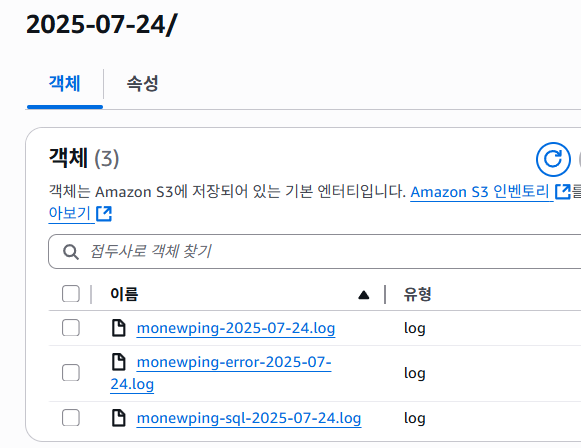 2025-07-24/
객체 속성
객체 (3)
객체는 Amazon S3에 저장되어 있는 기본 엔터티입니다. Amazon S3 인벤토리 를
아보기
접두사로 객체 찾기
이름 유형
monewping-2025-07-24.log log
monewping-error-2025-07-
24.log log
monewping-sql-2025-07-24.log log